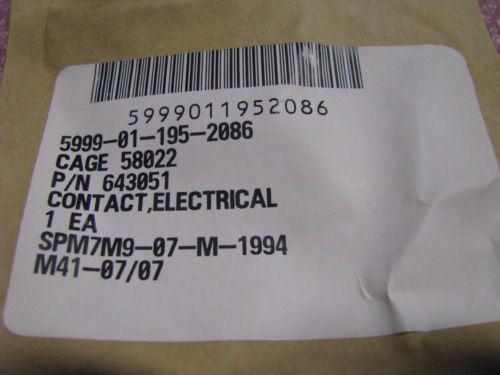 5999011952086
5999-01-195-2086
CAGE 58022
P/N 643051
CONTACT,ELECTRICAL
1 EA
SPM7M9-07-M-1994
M41-07/07